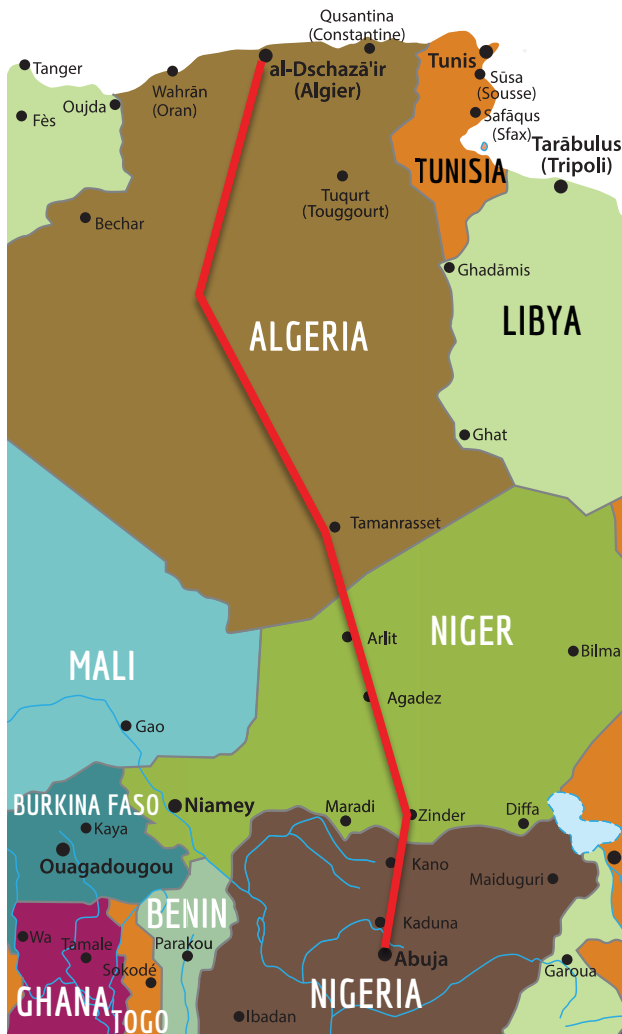 Qusantina
(Constantine)
Tanger
Wahrān
(Oran)
al-Dschazā'ir
(Algier)
Tunis
Sūsa
(Sousse)
Oujda
Fès
Safāqus
(Sfax)
Tarābulus
(Tripoli)
TUNISIA
Tuqurt
(Touggourt)
Bechar
Ghadāmis
ALGERIA
LIBYA
Ghat
Tamanrasset
Arlit
NIGER
Bilma
MALI
Agadez
Gao
BURKINA FASO
Niamey
Maradi
Zinder
Diffa
Kaya
Ouagadougou
Kano
Maiduguri
BENIN
Kaduna
Wa
Tamale
Parakou
Abuja
Sokodé
Garoua
GHANA
TOGO
Ibadan
NIGERIA